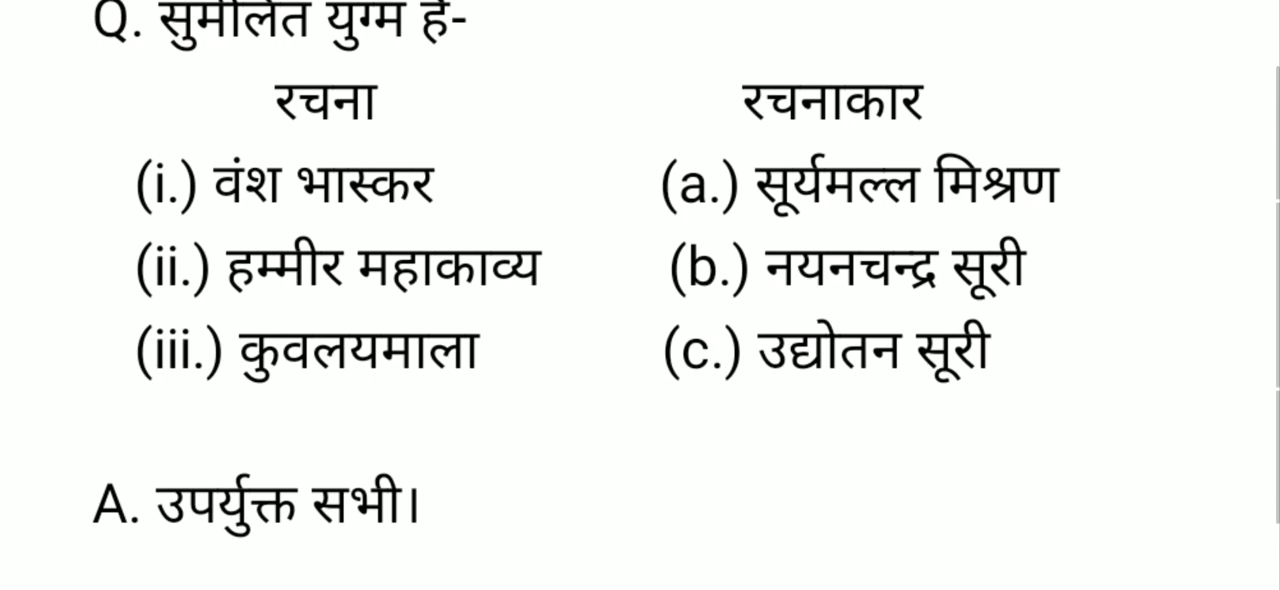 Q. सुमेलित युग्म है-
रचना रचनाकार
(i.) वंश भास्कर (a.) सूर्यमल्ल मिश्रण
(ii.) हम्मीर महाकाव्य (b.) नयनचन्द्र सूरी
(iii.) कुवलयमाला (c.) उद्योतन सूरी
A. उपर्युक्त सभी।